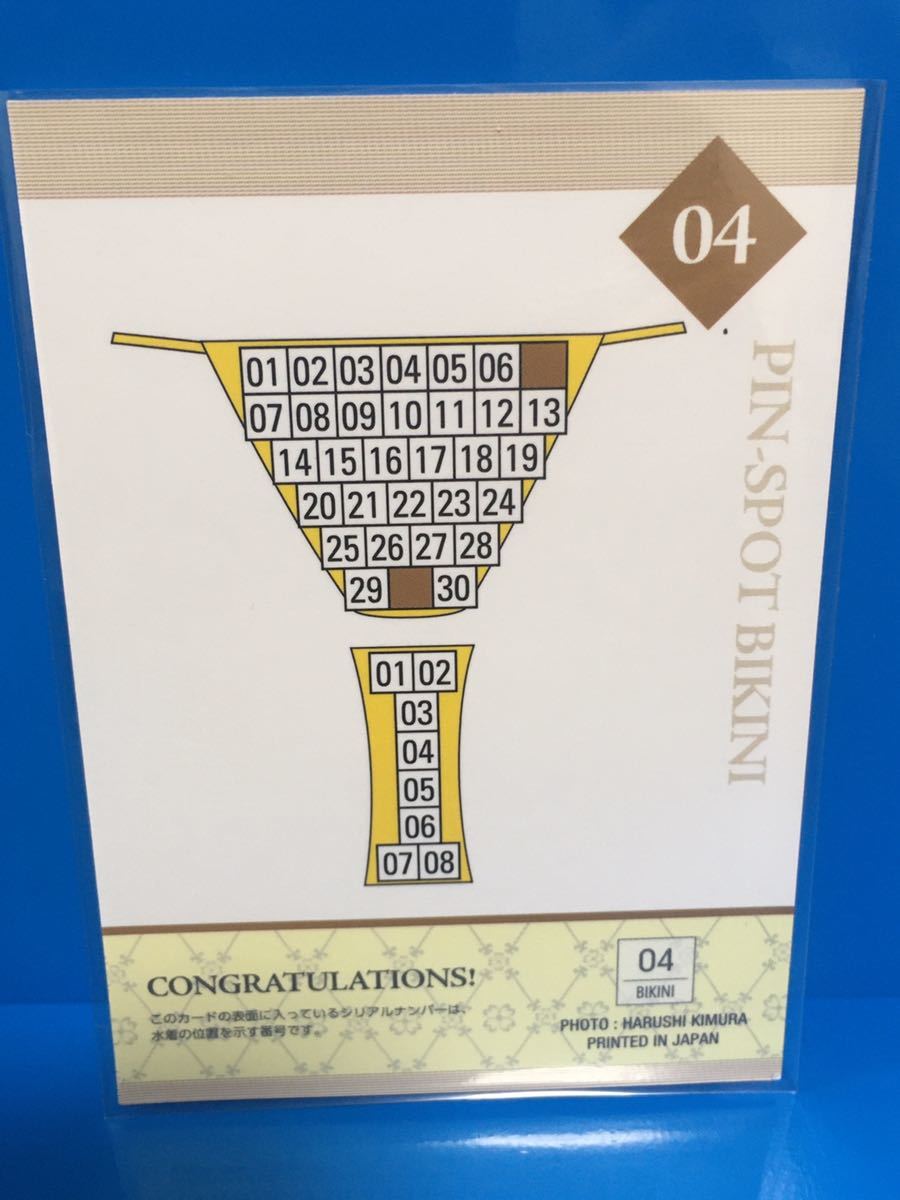 04
PIN-SPOT BIKINI
01 02 03 04 05 06
07 08 09 10 11 12 13
14 15 16 17 18 19
20 21 22 23 24
25 26 27 28
29 30
01 02
03
04
05
06
07 08
CONGRATULATIONS!
このカードの表面に入っているシリアルナンバーは、
水着の位置を示す番号です。
04
BIKINI
PHOTO : HARUSHI KIMURA
PRINTED IN JAPAN